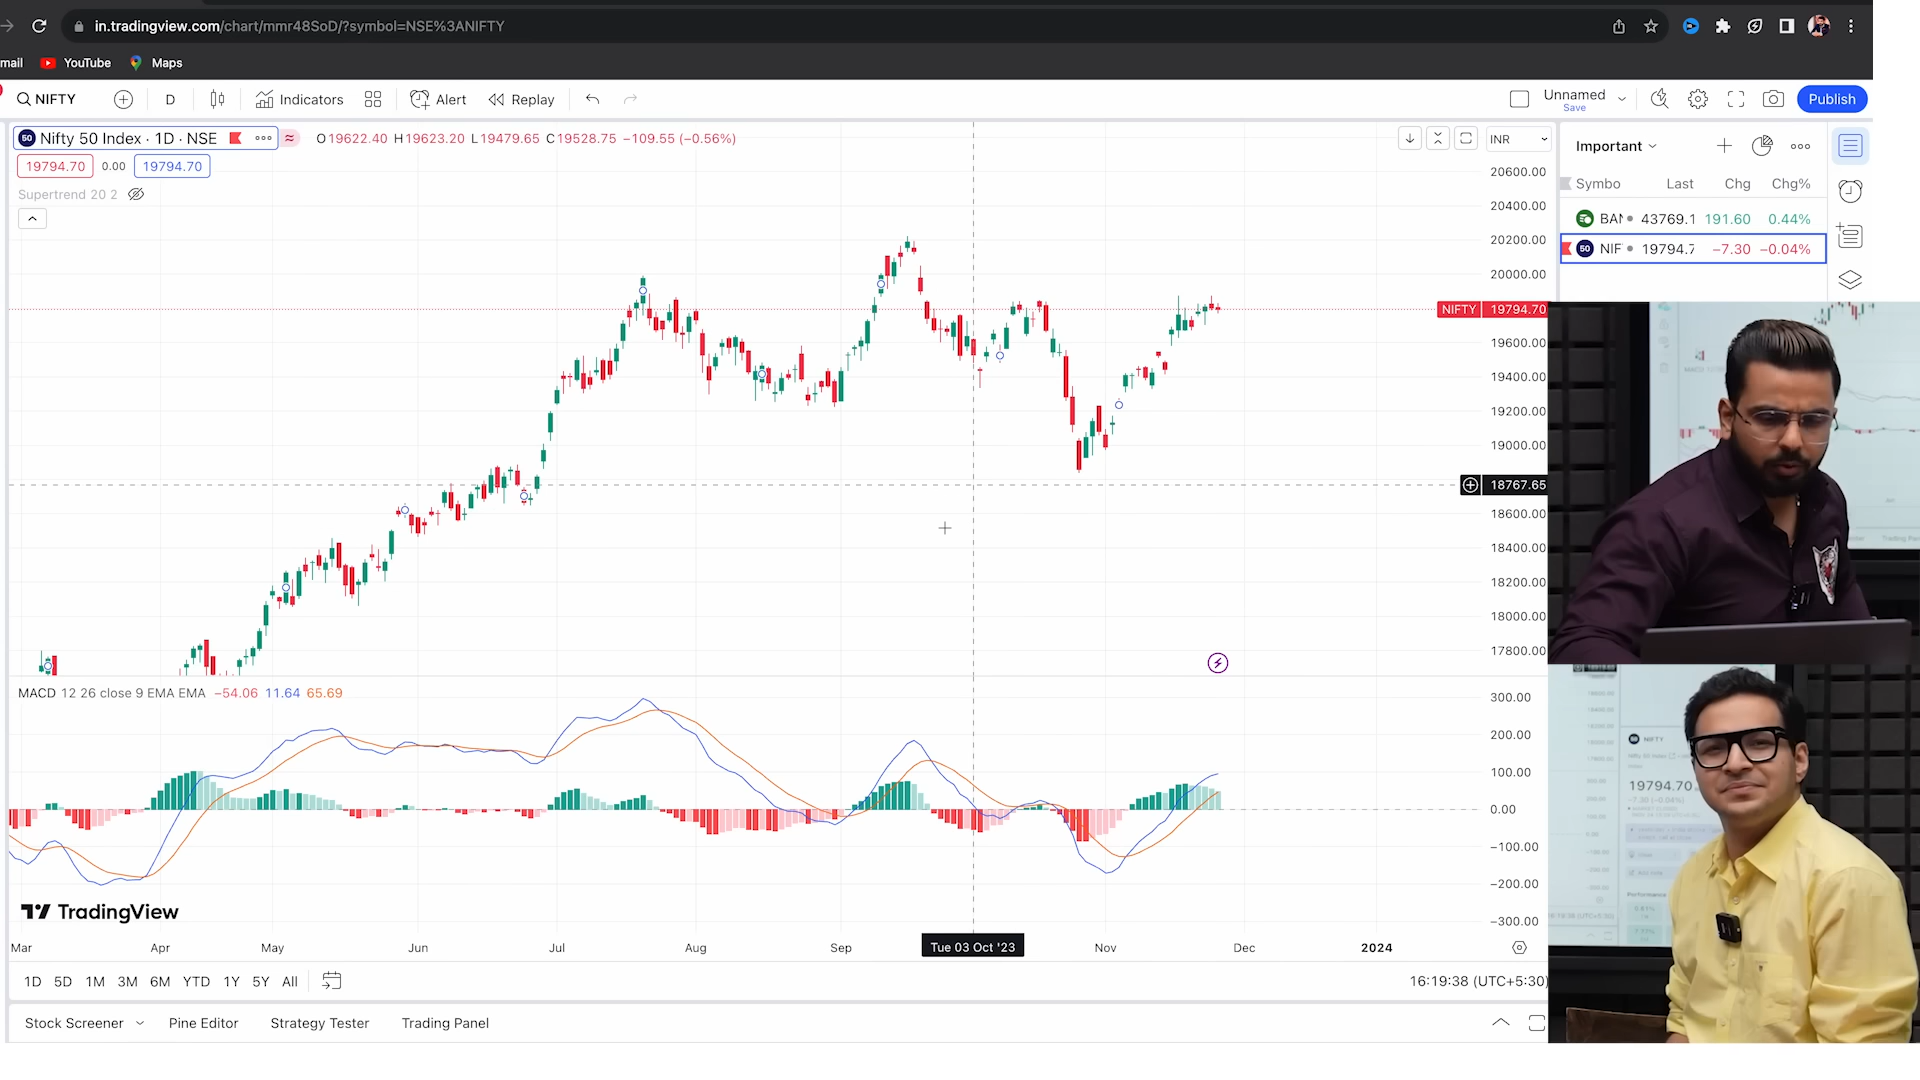 in.tradingview.com/chart/mmr48SoD/?symbol=NSE%3ANIFTY
mail YouTube Maps
NIFTY D Indicators Alert Replay Unnamed Save Publish
50 Nifty 50 Index · 1D · NSE O19622.40 H19623.20 L19479.65 C19528.75 −109.55 (−0.56%) INR
19794.70 0.00 19794.70
Supertrend 20 2
Important
Symbo Last Chg Chg%
BAN 43769.1 191.60 0.44%
50 NIF 19794.7 −7.30 −0.04%
20600.00
20400.00
20200.00
20000.00
NIFTY 19794.70
19600.00
19400.00
19200.00
19000.00
18767.65
18600.00
18400.00
18200.00
18000.00
17800.00
MACD 12 26 close 9 EMA EMA −54.06 11.64 65.69
300.00
200.00
100.00
0.00
−100.00
−200.00
−300.00
TradingView
Mar Apr May Jun Jul Aug Sep Tue 03 Oct '23 Nov Dec 2024
1D 5D 1M 3M 6M YTD 1Y 5Y All 16:19:38 (UTC+5:30)
Stock Screener Pine Editor Strategy Tester Trading Panel
NIFTY
19794.70